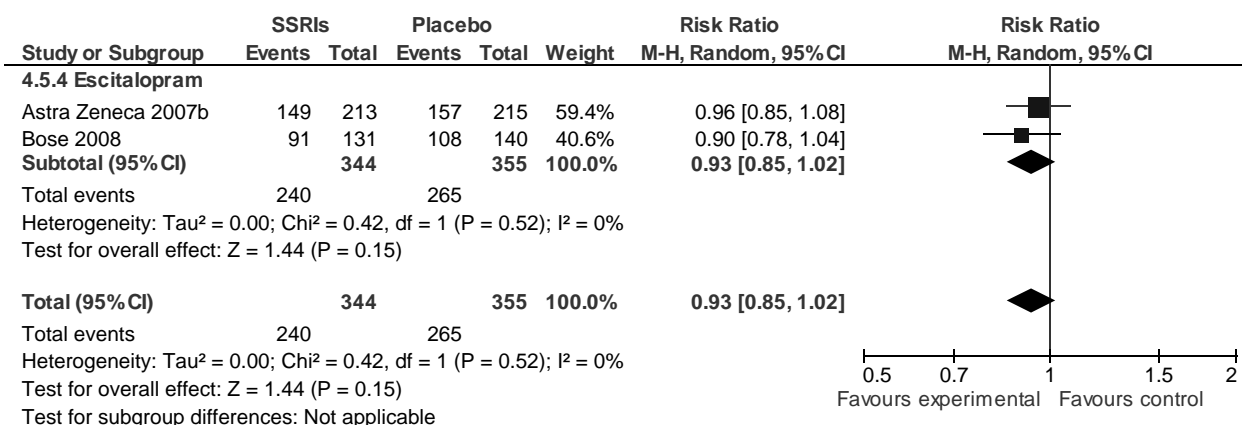 SSRIs Placebo Risk Ratio Risk Ratio
Study or Subgroup Events Total Events Total Weight M-H, Random, 95% CI M-H, Random, 95% CI
4.5.4 Escitalopram
Astra Zeneca 2007b 149 213 157 215 59.4% 0.96 [0.85, 1.08]
Bose 2008 91 131 108 140 40.6% 0.90 [0.78, 1.04]
Subtotal (95% CI) 344 355 100.0% 0.93 [0.85, 1.02]
Total events 240 265
Heterogeneity: Tau² = 0.00; Chi² = 0.42, df = 1 (P = 0.52); I² = 0%
Test for overall effect: Z = 1.44 (P = 0.15)
Total (95% CI) 344 355 100.0% 0.93 [0.85, 1.02]
Total events 240 265
Heterogeneity: Tau² = 0.00; Chi² = 0.42, df = 1 (P = 0.52); I² = 0%
Test for overall effect: Z = 1.44 (P = 0.15)
Test for subgroup differences: Not applicable
0.5 0.7 1 1.5 2
Favours experimental Favours control